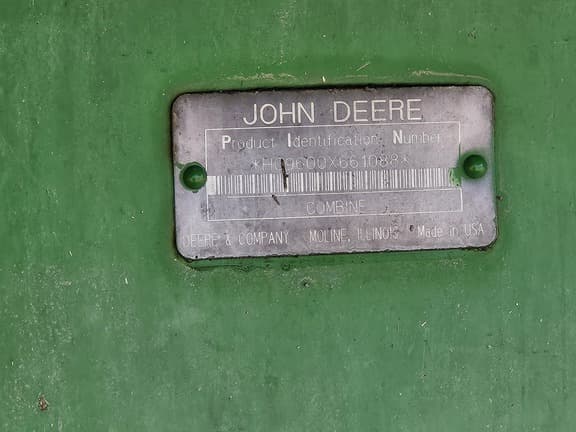 JOHN DEERE
Product Identification Number
*H09600X661088*
COMBINE
DEERE & COMPANY MOLINE, ILLINOIS Made in USA